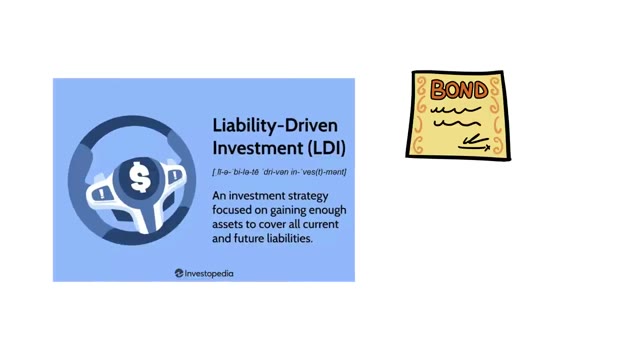 Liability-Driven
Investment (LDI)
[ˌlī-ə-ˈbi-lə-tē ˈdri-vən in-ˈves(t)-mənt]
An investment strategy
focused on gaining enough
assets to cover all current
and future liabilities.
Investopedia
BOND